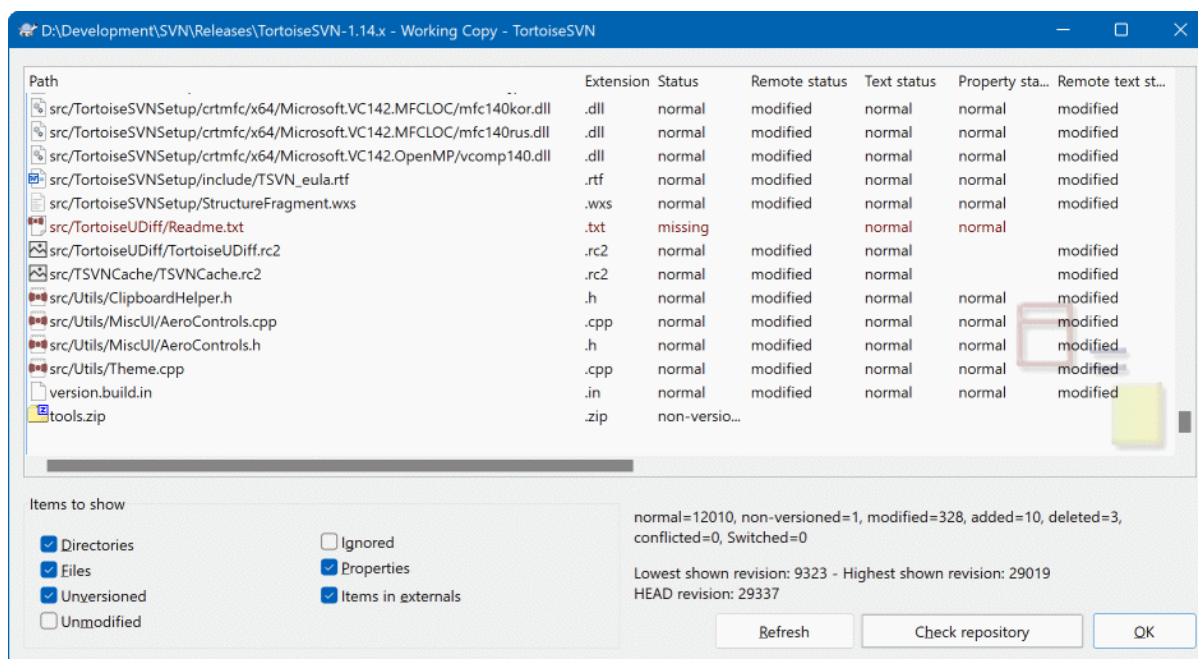 D:\Development\SVN\Releases\TortoiseSVN-1.14.x - Working Copy - TortoiseSVN
Path Extension Status Remote status Text status Property sta... Remote text st...
src/TortoiseSVNSetup/crtmfc/x64/Microsoft.VC142.MFCLOC/mfc140kor.dll .dll normal modified normal normal modified
src/TortoiseSVNSetup/crtmfc/x64/Microsoft.VC142.MFCLOC/mfc140rus.dll .dll normal modified normal normal modified
src/TortoiseSVNSetup/crtmfc/x64/Microsoft.VC142.OpenMP/vcomp140.dll .dll normal modified normal normal modified
src/TortoiseSVNSetup/include/TSVN_eula.rtf .rtf normal modified normal normal modified
src/TortoiseSVNSetup/StructureFragment.wxs .wxs normal modified normal normal modified
src/TortoiseUDiff/Readme.txt .txt missing normal normal
src/TortoiseUDiff/TortoiseUDiff.rc2 .rc2 normal modified normal modified
src/TSVNCache/TSVNCache.rc2 .rc2 normal modified normal modified
src/Utils/ClipboardHelper.h .h normal modified normal normal modified
src/Utils/MiscUI/AeroControls.cpp .cpp normal modified normal normal modified
src/Utils/MiscUI/AeroControls.h .h normal modified normal normal modified
src/Utils/Theme.cpp .cpp normal modified normal normal modified
version.build.in .in normal modified normal normal modified
tools.zip .zip non-versio...
Items to show
Directories
Files
Unversioned
Unmodified
Ignored
Properties
Items in externals
normal=12010, non-versioned=1, modified=328, added=10, deleted=3,
conflicted=0, Switched=0
Lowest shown revision: 9323 - Highest shown revision: 29019
HEAD revision: 29337
Refresh Check repository OK